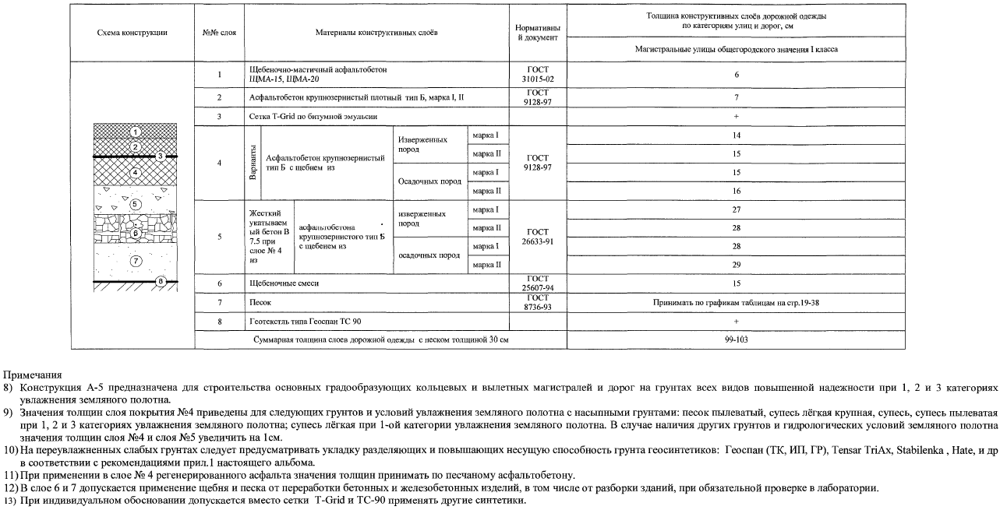 Схема конструкции
№№ слоя
Материалы конструктивных слоёв
Нормативны
й документ
Толщина конструктивных слоёв дорожной одежды
по категориям улиц и дорог, см
Магистральные улицы общегородского значения I класса
1
Щебеночно-мастичный асфальтобетон
ЩМА-15, ЩМА-20
ГОСТ
31015-02
6
2
Асфальтобетон крупнозернистый плотный тип Б, марка I, II
ГОСТ
9128-97
7
3
Сетка T-Grid по битумной эмульсии
+
4
Варианты
Асфальтобетон крупнозернистый
тип Б с щебнем из
Изверженных
пород
марка I
14
марка II
15
Осадочных пород
марка I
15
марка II
16
ГОСТ
9128-97
5
Жесткий
укатываем
ый бетон В
7.5 при
слое № 4
из
асфальтобетона
крупнозернистого тип Б
с щебнем из
изверженных
пород
марка I
27
марка II
28
осадочных пород
марка I
28
марка II
29
ГОСТ
26633-91
6
Щебеночные смеси
ГОСТ
25607-94
15
7
Песок
ГОСТ
8736-93
Принимать по графикам таблицам на стр.19-38
8
Геотекстль типа Геоспан ТС 90
+
Суммарная толщина слоев дорожной одежды с песком толщиной 30 см
99-103
1
2
3
4
5
6
7
8
Примечания
8) Конструкция А-5 предназначена для строительства основных градообразующих кольцевых и вылетных магистралей и дорог на грунтах всех видов повышенной надежности при 1, 2 и 3 категориях
увлажнения земляного полотна.
9) Значения толщин слоя покрытия №4 приведены для следующих грунтов и условий увлажнения земляного полотна с насыпными грунтами: песок пылеватый, супесь лёгкая крупная, супесь, супесь пылеватая
при 1, 2 и 3 категориях увлажнения земляного полотна; супесь лёгкая при 1-ой категории увлажнения земляного полотна. В случае наличия других грунтов и гидрологических условий земляного полотна
значения толщин слоя №4 и слоя №5 увеличить на 1см.
10) На переувлажненных слабых грунтах следует предусматривать укладку разделяющих и повышающих несущую способность грунта геосинтетиков: Геоспан (ТК, ИП, ГР), Tensar TriAx, Stabilenka , Hate, и др
в соответствии с рекомендациями прил.1 настоящего альбома.
11) При применении в слое № 4 регенерированного асфальта значения толщин принимать по песчаному асфальтобетону.
12) В слое 6 и 7 допускается применение щебня и песка от переработки бетонных и железобетонных изделий, в том числе от разборки зданий, при обязательной проверке в лаборатории.
13) При индивидуальном обосновании допускается вместо сетки T-Grid и ТС-90 применять другие синтетики.